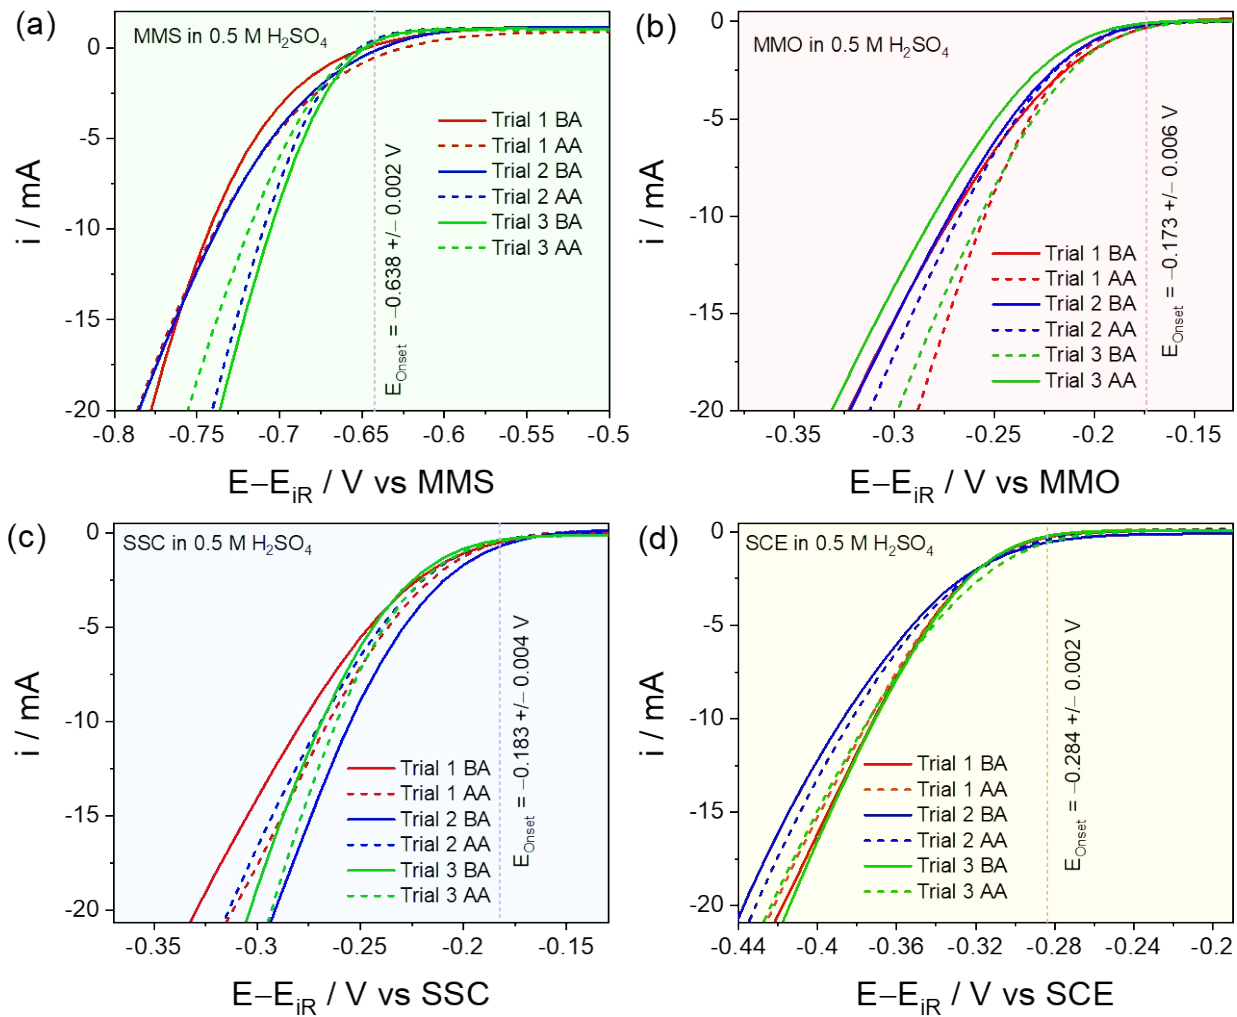 (a)
MMS in 0.5 M H₂SO₄
0
-5
-10
-15
-20
i / mA
Trial 1 BA
Trial 1 AA
Trial 2 BA
Trial 2 AA
Trial 3 BA
Trial 3 AA
E_Onset = −0.638 +/− 0.002 V
-0.8 -0.75 -0.7 -0.65 -0.6 -0.55 -0.5
E−E_iR / V vs MMS
(b)
MMO in 0.5 M H₂SO₄
0
-5
-10
-15
-20
i / mA
Trial 1 BA
Trial 1 AA
Trial 2 BA
Trial 2 AA
Trial 3 BA
Trial 3 AA
E_Onset = −0.173 +/− 0.006 V
-0.35 -0.3 -0.25 -0.2 -0.15
E−E_iR / V vs MMO
(c)
SSC in 0.5 M H₂SO₄
0
-5
-10
-15
-20
i / mA
Trial 1 BA
Trial 1 AA
Trial 2 BA
Trial 2 AA
Trial 3 BA
Trial 3 AA
E_Onset = −0.183 +/− 0.004 V
-0.35 -0.3 -0.25 -0.2 -0.15
E−E_iR / V vs SSC
(d)
SCE in 0.5 M H₂SO₄
0
-5
-10
-15
-20
i / mA
Trial 1 BA
Trial 1 AA
Trial 2 BA
Trial 2 AA
Trial 3 BA
Trial 3 AA
E_Onset = −0.284 +/− 0.002 V
-0.44 -0.4 -0.36 -0.32 -0.28 -0.24 -0.2
E−E_iR / V vs SCE